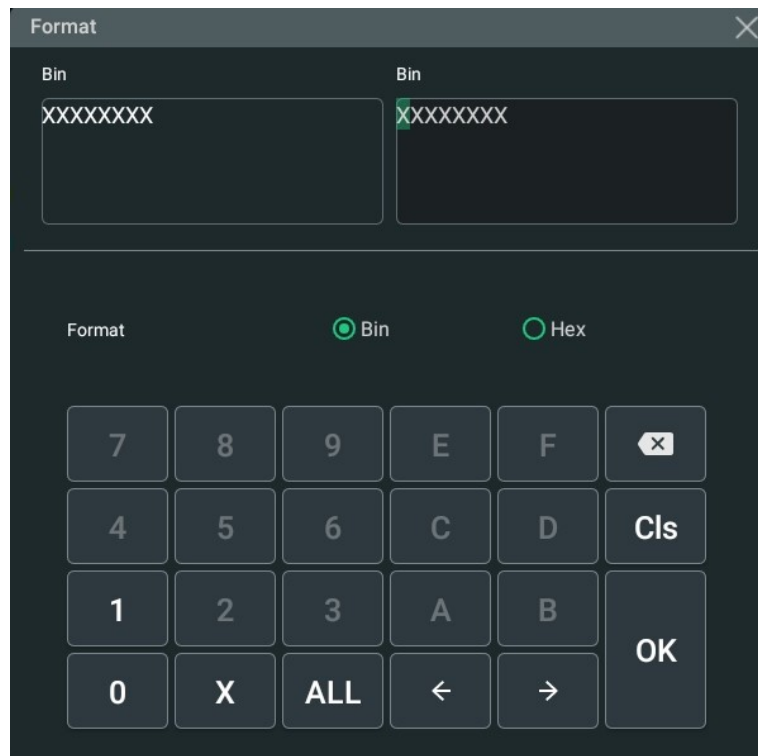 Format
Bin
Bin
XXXXXXXX
XXXXXXXX
Format
Bin
Hex
7 8 9 E F
4 5 6 C D Cls
1 2 3 A B
OK
0 X ALL ← →